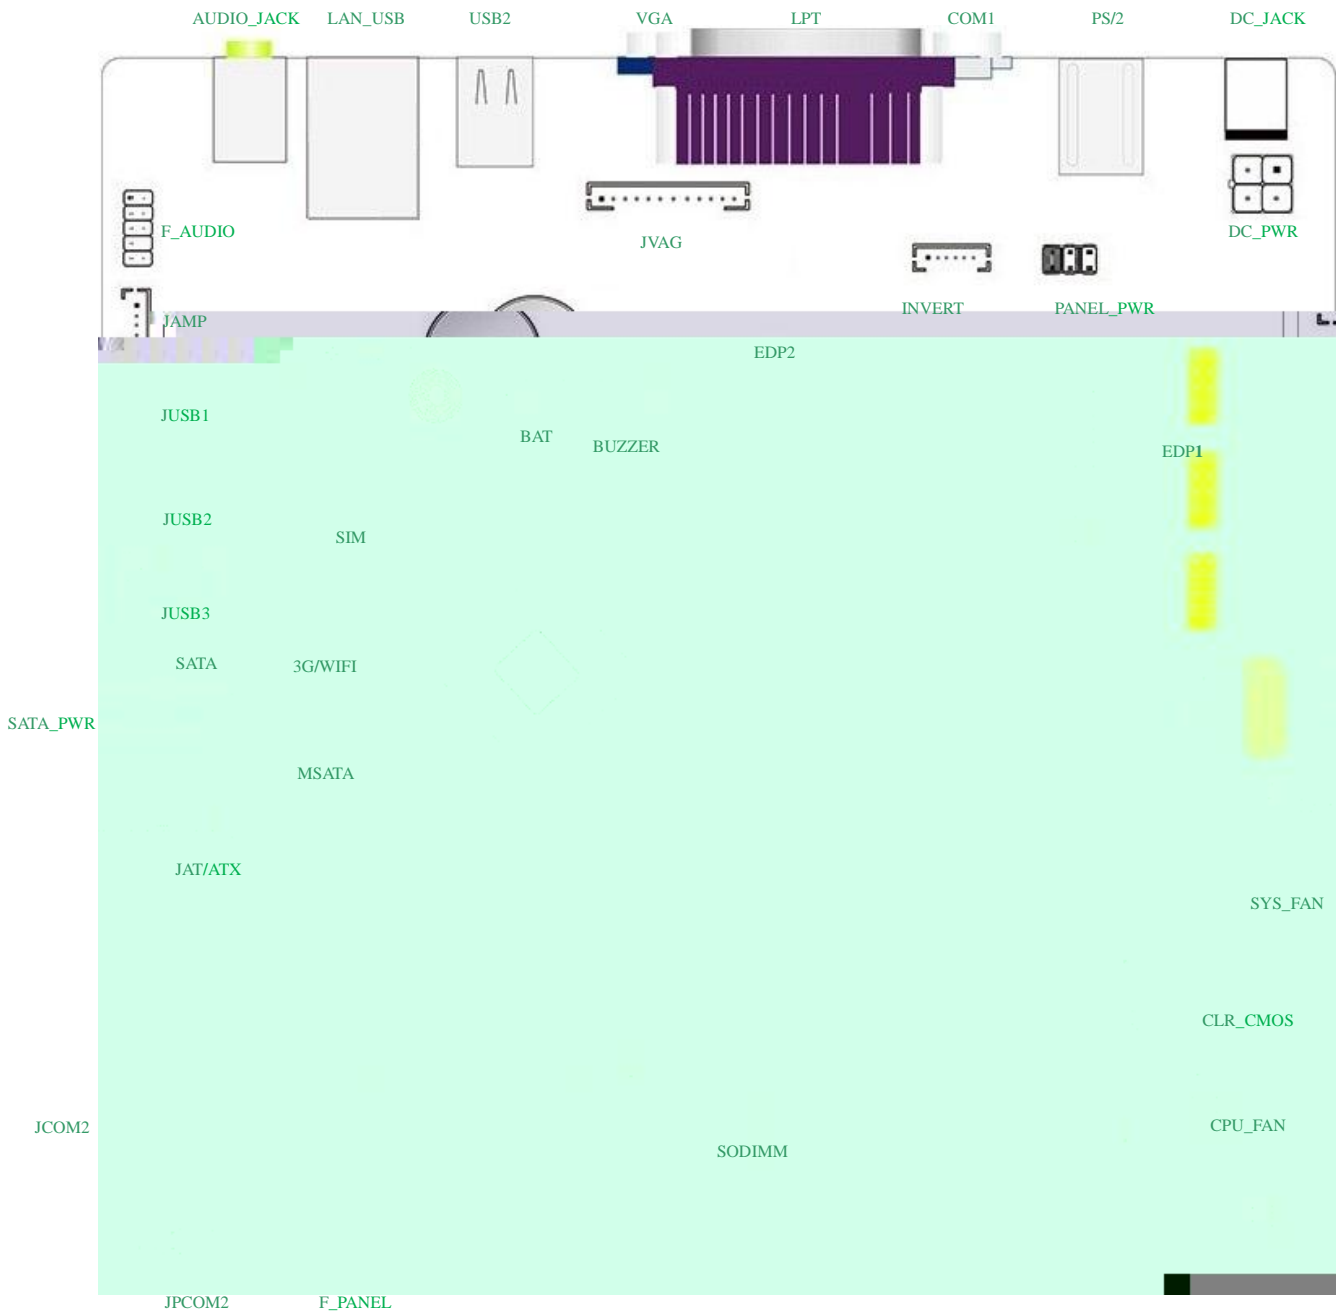 AUDIO_JACK LAN_USB USB2 VGA LPT COM1 PS/2 DC_JACK
F_AUDIO JVAG DC_PWR
JAMP INVERT PANEL_PWR
EDP2
JUSB1
BAT BUZZER EDP1
JUSB2
SIM
JUSB3
SATA 3G/WIFI
SATA_PWR
MSATA
JAT/ATX
SYS_FAN
CLR_CMOS
JCOM2 CPU_FAN
SODIMM
JPCOM2 F_PANEL